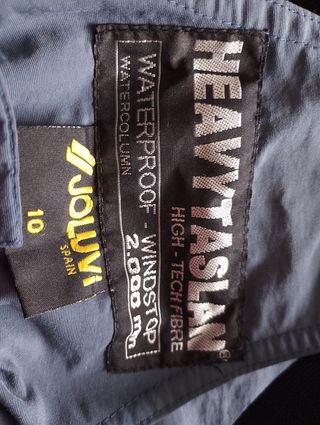 HEAVYTASLAN®
HIGH - TECH FIBRE
WATERPROOF - WINDSTOP
WATERCOLUMN 2.000 mm
JOLUVI
SPAIN
10